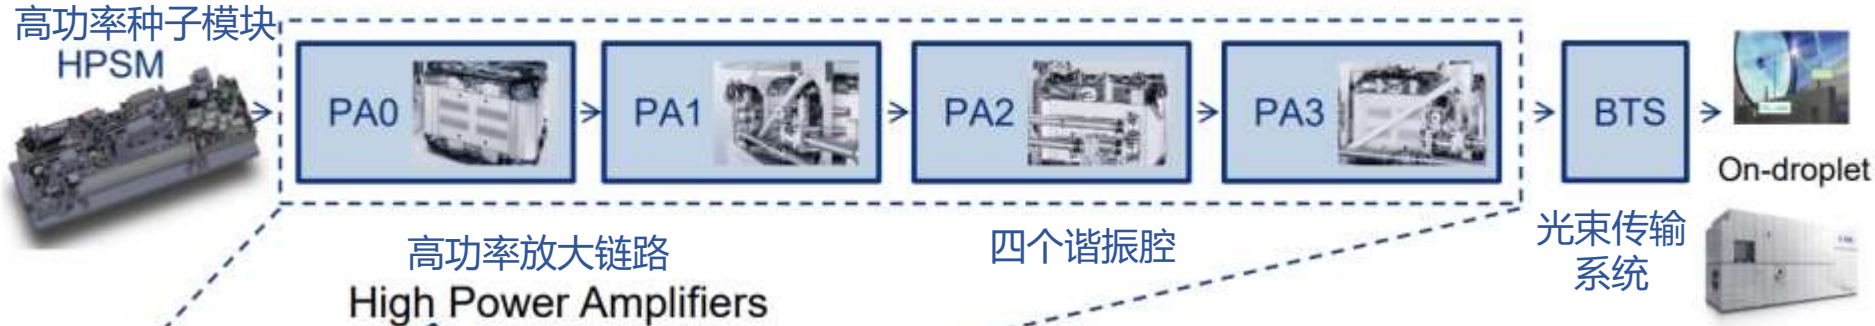 高功率种子模块
HPSM
PA0
PA1
PA2
PA3
BTS
On-droplet
高功率放大链路
High Power Amplifiers
四个谐振腔
光束传输
系统